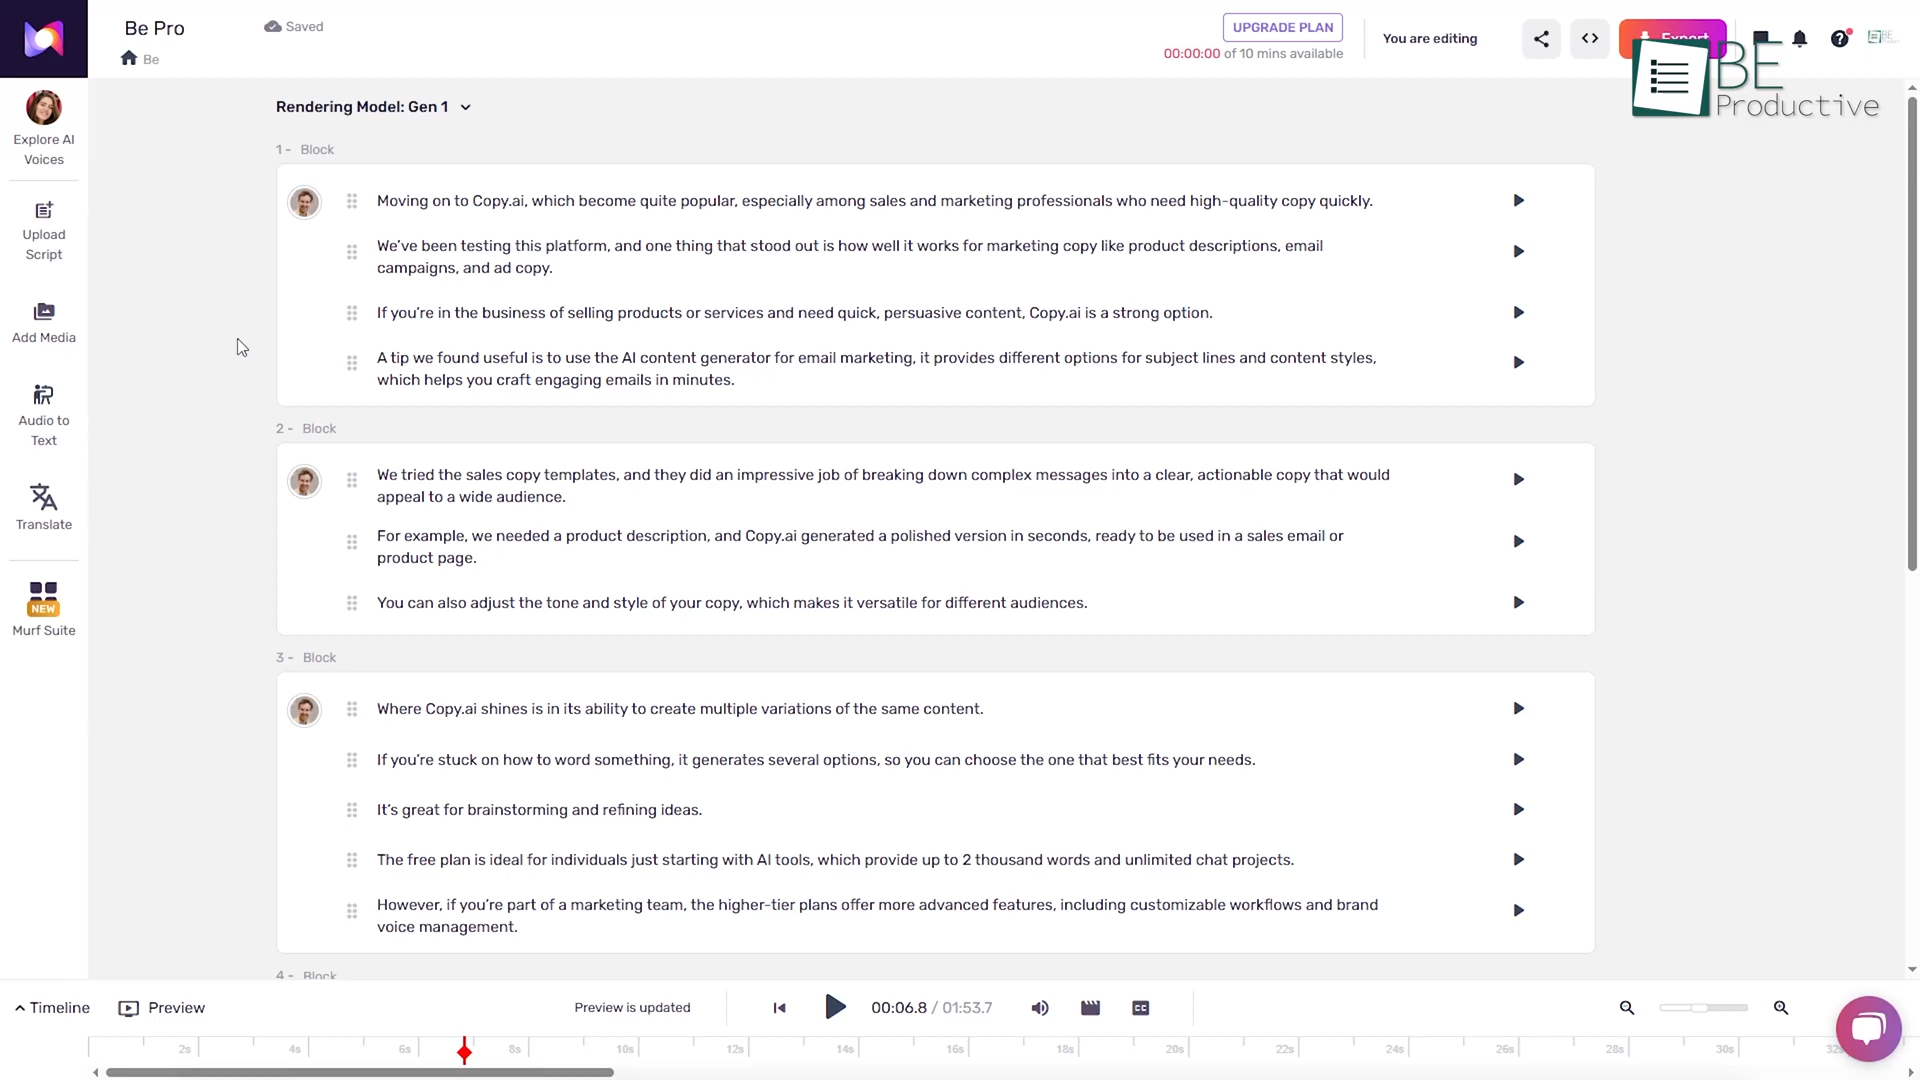 Be Pro
Saved
UPGRADE PLAN
You are editing
Export
Be
00:00:00 of 10 mins available
BE
Productive
Explore AI
Voices
Upload
Script
Add Media
Audio to
Text
Translate
NEW
Murf Suite
Rendering Model: Gen 1
1 - Block
Moving on to Copy.ai, which become quite popular, especially among sales and marketing professionals who need high-quality copy quickly.
We've been testing this platform, and one thing that stood out is how well it works for marketing copy like product descriptions, email
campaigns, and ad copy.
If you're in the business of selling products or services and need quick, persuasive content, Copy.ai is a strong option.
A tip we found useful is to use the AI content generator for email marketing, it provides different options for subject lines and content styles,
which helps you craft engaging emails in minutes.
2 - Block
We tried the sales copy templates, and they did an impressive job of breaking down complex messages into a clear, actionable copy that would
appeal to a wide audience.
For example, we needed a product description, and Copy.ai generated a polished version in seconds, ready to be used in a sales email or
product page.
You can also adjust the tone and style of your copy, which makes it versatile for different audiences.
3 - Block
Where Copy.ai shines is in its ability to create multiple variations of the same content.
If you're stuck on how to word something, it generates several options, so you can choose the one that best fits your needs.
It's great for brainstorming and refining ideas.
The free plan is ideal for individuals just starting with AI tools, which provide up to 2 thousand words and unlimited chat projects.
However, if you're part of a marketing team, the higher-tier plans offer more advanced features, including customizable workflows and brand
voice management.
4 - Block
Timeline
Preview
Preview is updated
00:06.8 / 01:53.7
CC
2s 4s 6s 8s 10s 12s 14s 16s 18s 20s 22s 24s 26s 28s 30s 32s